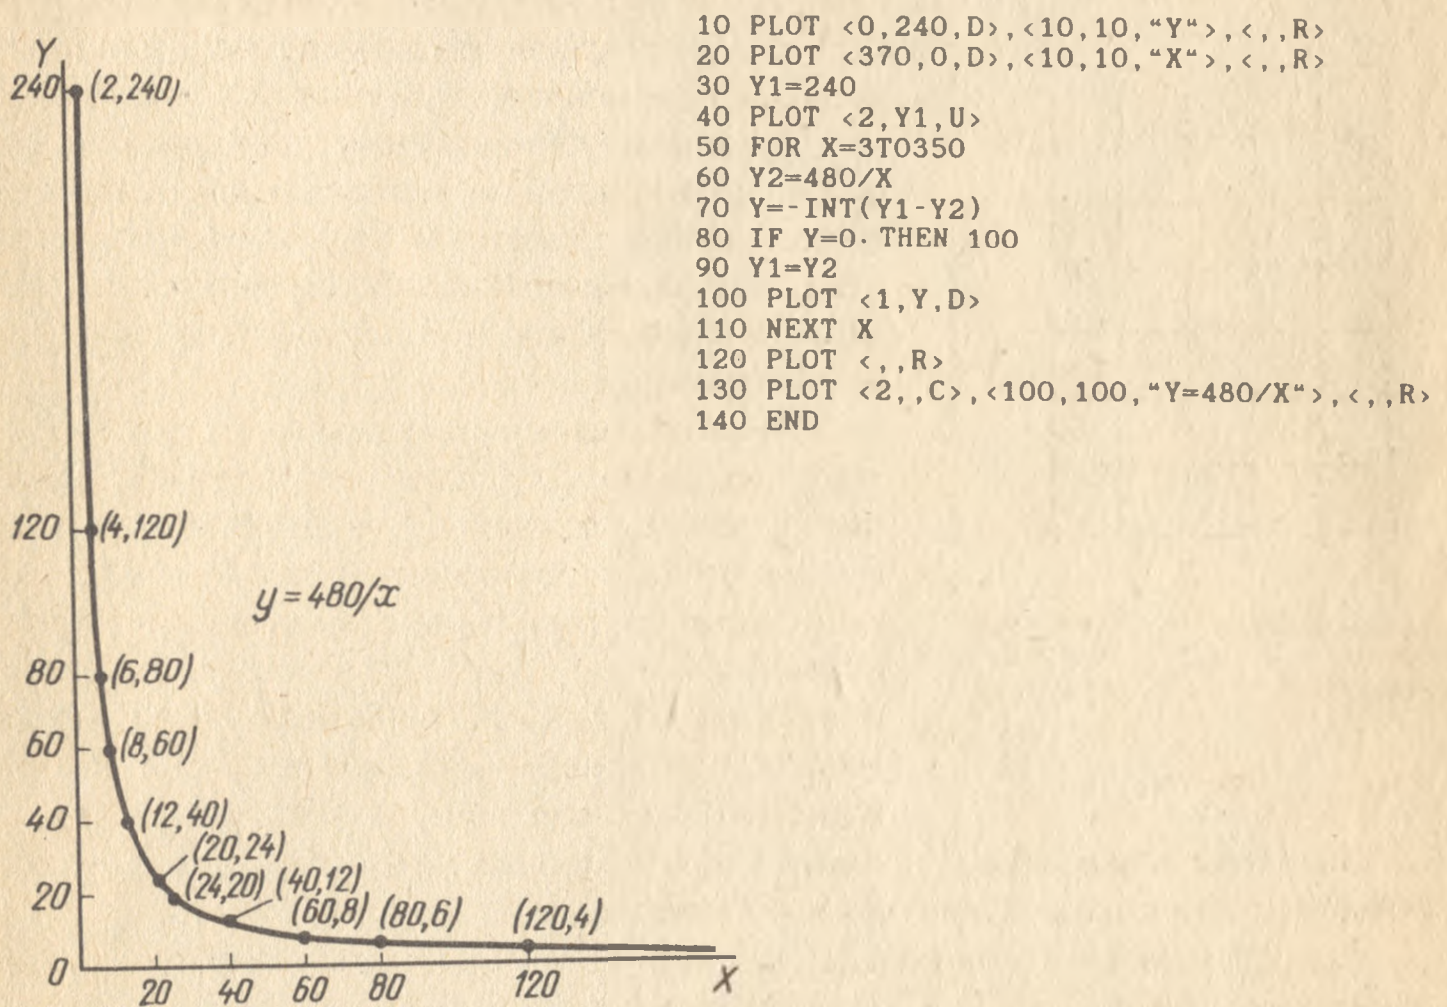 10 PLOT <0,240,D>,<10,10,“Y“>,<,,R>
20 PLOT <370,0,D>,<10,10,“X“>,<,,R>
30 Y1=240
40 PLOT <2,Y1,U>
50 FOR X=3TO350
60 Y2=480/X
70 Y=-INT(Y1-Y2)
80 IF Y=0. THEN 100
90 Y1=Y2
100 PLOT <1,Y,D>
110 NEXT X
120 PLOT <,,R>
130 PLOT <2,,C>,<100,100,“Y=480/X“>,<,,R>
140 END
Y
240 (2,240)
120 (4,120)
y=480/x
80 (6,80)
60 (8,60)
40 (12,40)
(20,24)
20 (24,20) (40,12)
(60,8) (80,6) (120,4)
0 20 40 60 80 120 X